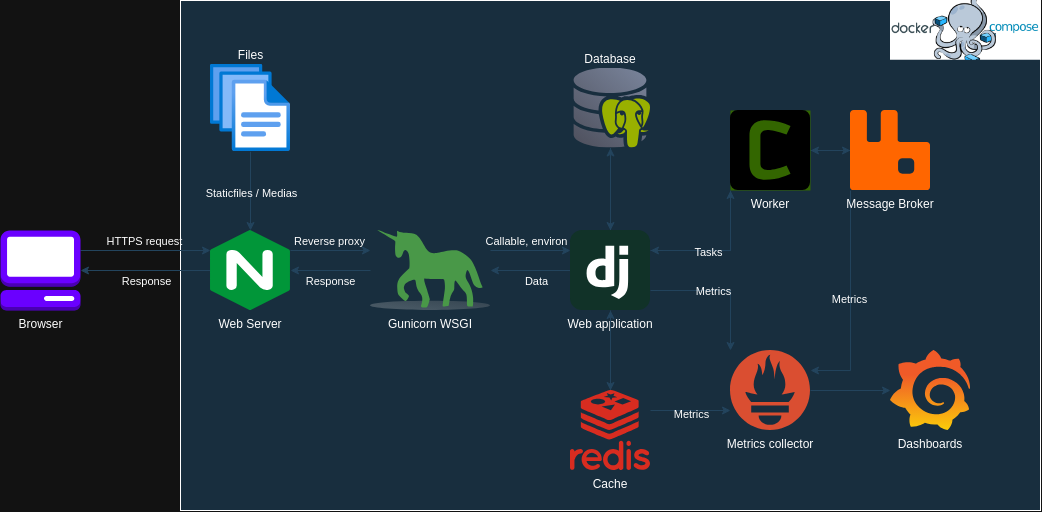 docker compose
Files
Database
Staticfiles / Medias
Worker
Message Broker
HTTPS request
Reverse proxy
Callable, environ
Tasks
Response
Response
Data
dj
Metrics
Metrics
Browser
Web Server
Gunicorn WSGI
Web application
Metrics
redis
Metrics collector
Dashboards
Cache